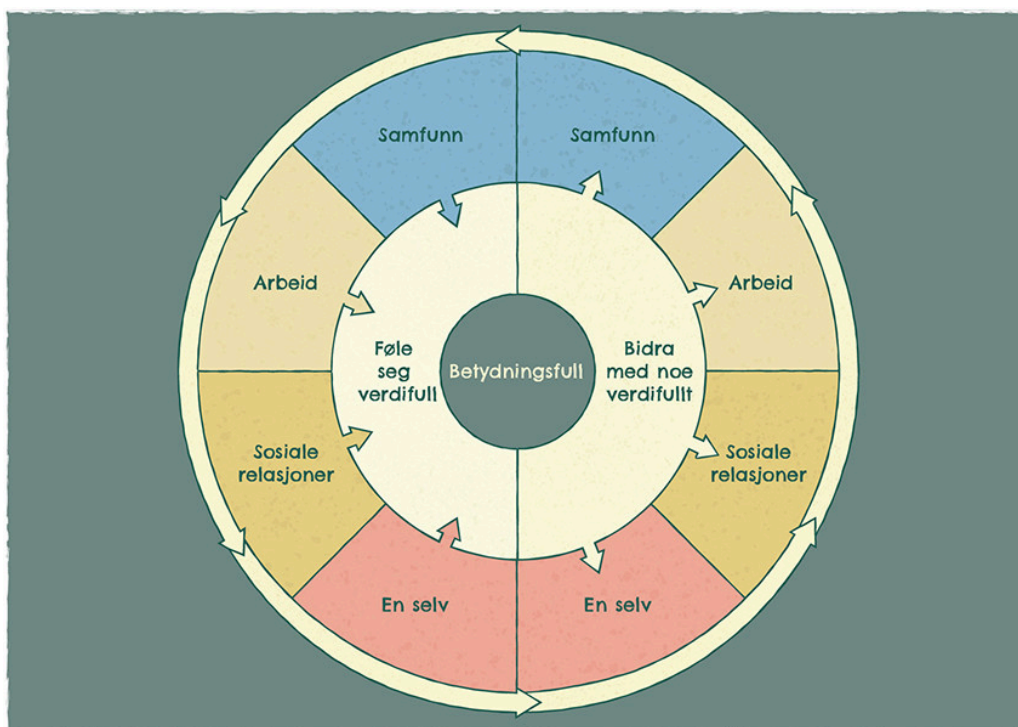 Samfunn
Samfunn
Arbeid
Arbeid
Føle
seg
verdifull
Betydningsfull
Bidra
med noe
verdifullt
Sosiale
relasjoner
Sosiale
relasjoner
En selv
En selv